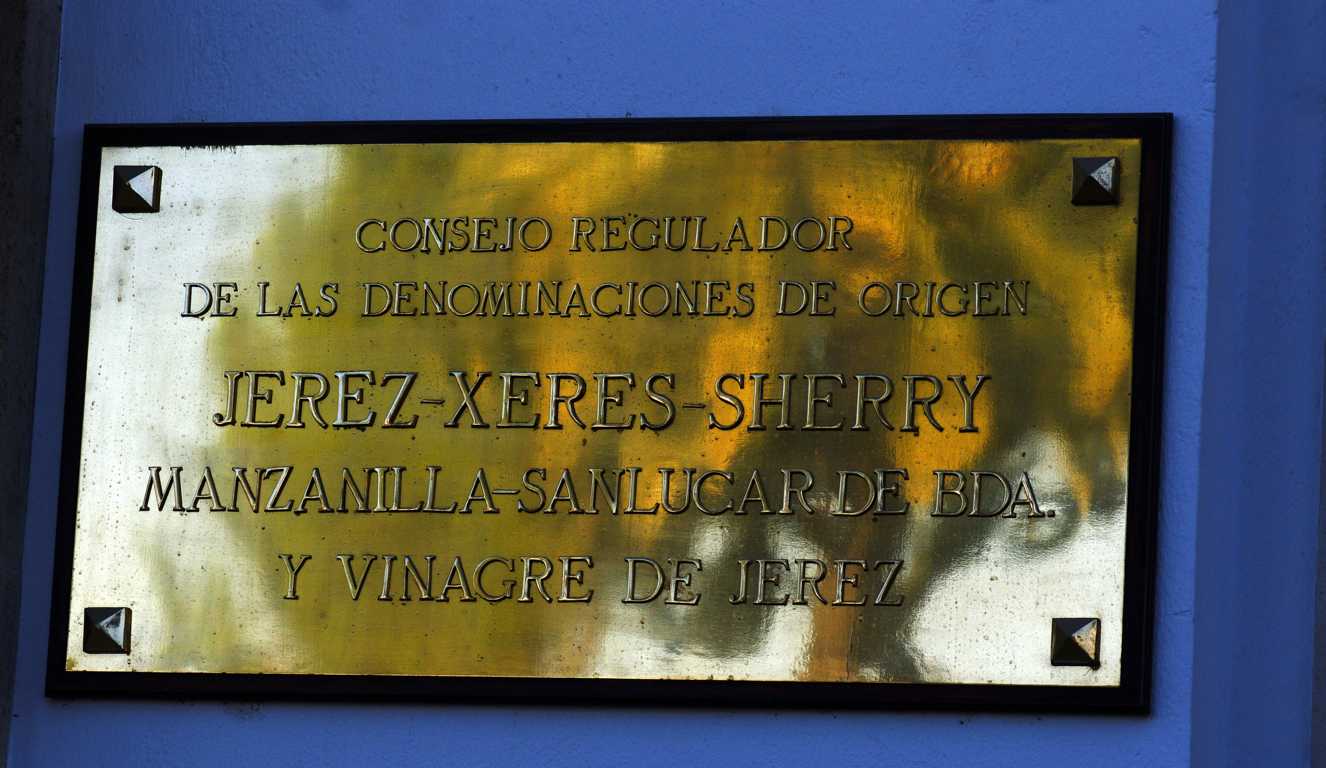 CONSEJO REGULADOR
DE LAS DENOMINACIONES DE ORIGEN
JEREZ-XERES-SHERRY
MANZANILLA-SANLUCAR DE BDA.
Y VINAGRE DE JEREZ